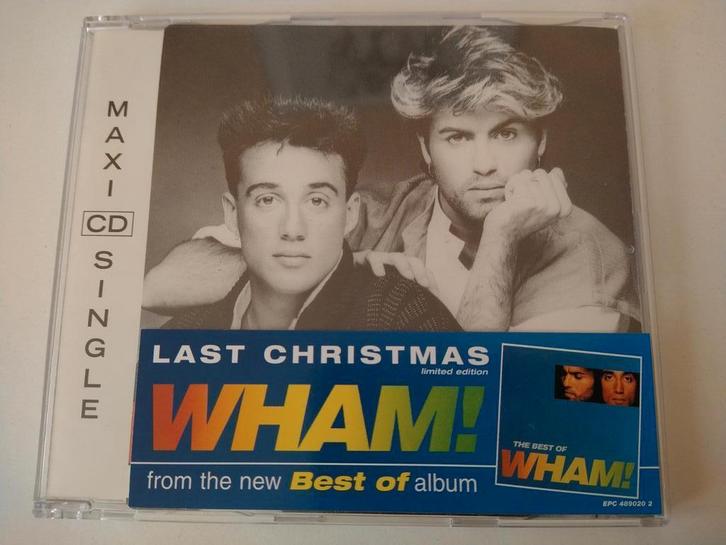 MAXI CD SINGLE
LAST CHRISTMAS
limited edition
WHAM!
from the new Best of album
THE BEST OF
WHAM!
EPC 489020 2